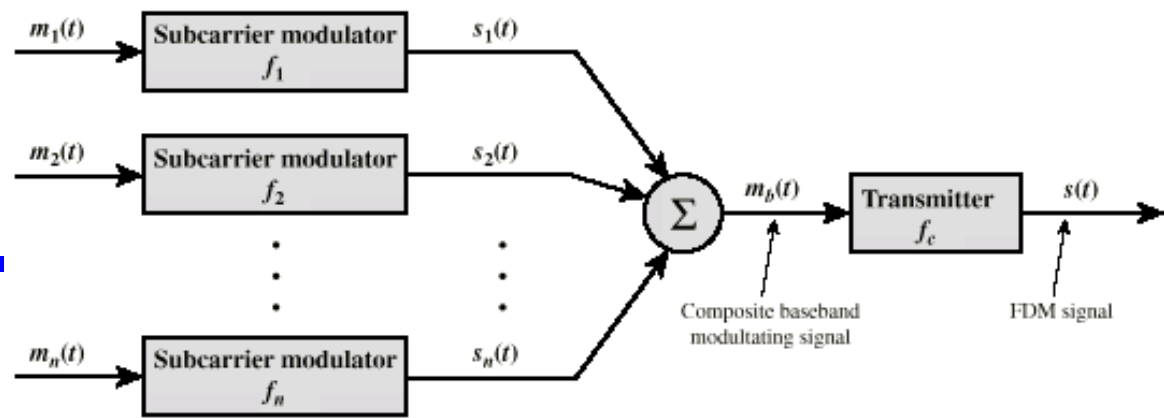 m1(t)
Subcarrier modulator
f1
s1(t)
m2(t)
Subcarrier modulator
f2
s2(t)
Σ
mb(t)
Transmitter
fc
s(t)
Composite baseband
modultating signal
FDM signal
mn(t)
Subcarrier modulator
fn
sn(t)